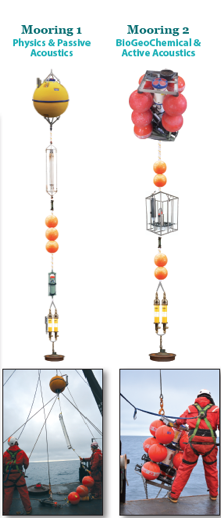 Mooring 1
Physics & Passive
Acoustics
Mooring 2
BioGeoChemical &
Active Acoustics